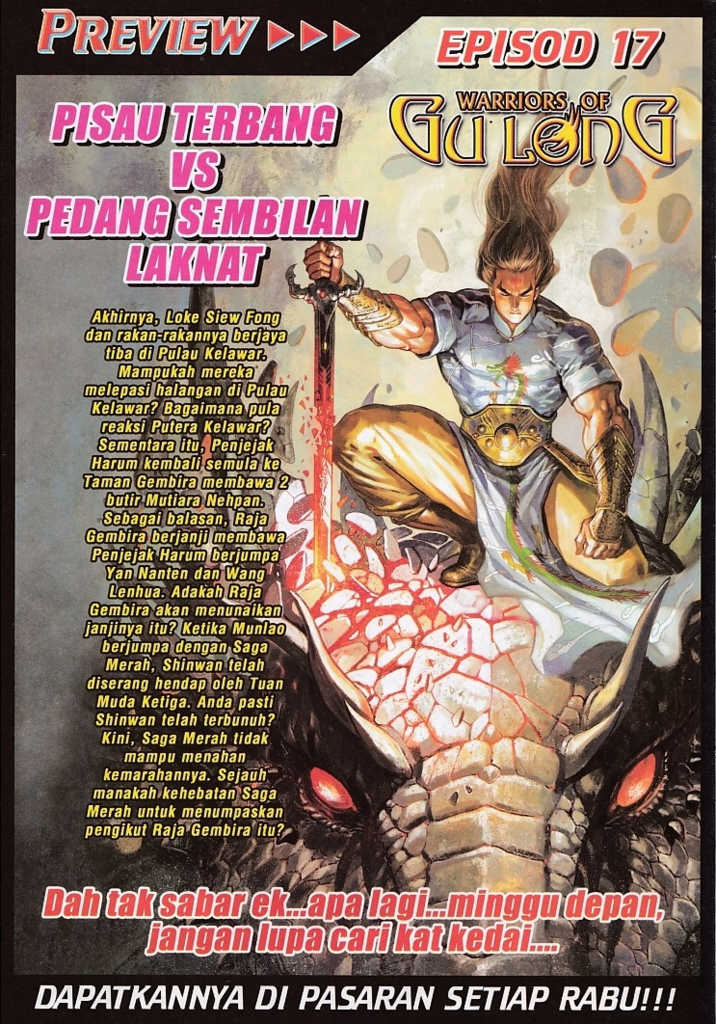 PREVIEW
EPISOD 17
WARRIORS OF
GU LONG
PISAU TERBANG
VS
PEDANG SEMBILAN
LAKNAT
Akhirnya, Loke Siew Fong
dan rakan-rakannya berjaya
tiba di Pulau Kelawar.
Mampukah mereka
melepasi halangan di Pulau
Kelawar? Bagaimana pula
reaksi Putera Kelawar?
Sementara itu, Penjejak
Harum kembali semula ke
Taman Gembira membawa 2
butir Mutiara Nehpan.
Sebagai balasan, Raja
Gembira berjanji membawa
Penjejak Harum berjumpa
Yan Nanten dan Wang
Lenhua. Adakah Raja
Gembira akan menunaikan
janjinya itu? Ketika Munlao
berjumpa dengan Saga
Merah, Shinwan telah
diserang hendap oleh Tuan
Muda Ketiga. Anda pasti
Shinwan telah terbunuh?
Kini, Saga Merah tidak
mampu menahan
kemarahannya. Sejauh
manakah kehebatan Saga
Merah untuk menumpaskan
pengikut Raja Gembira itu?
Dah tak sabar ek...apa lagi...minggu depan,
jangan lupa cari kat kedai....
DAPATKANNYA DI PASARAN SETIAP RABU!!!